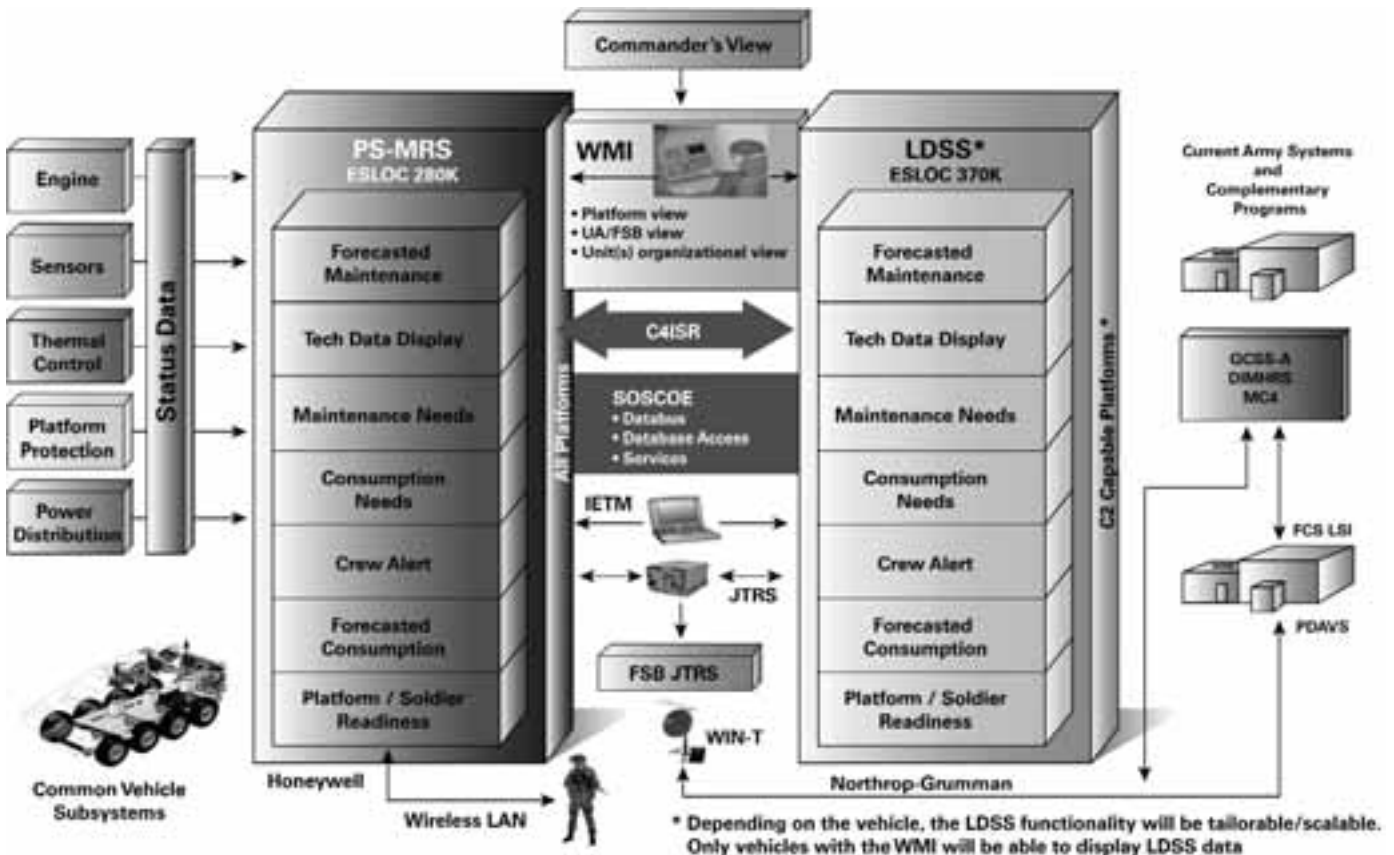 Commander's View
Engine
Sensors
Thermal
Control
Platform
Protection
Power
Distribution
Status Data
Common Vehicle
Subsystems
PS-MRS
ESLOC 280K
Forecasted
Maintenance
Tech Data Display
Maintenance Needs
Consumption
Needs
Crew Alert
Forecasted
Consumption
Platform / Soldier
Readiness
All Platforms
Honeywell
Wireless LAN
WMI
• Platform view
• UA/FSB view
• Unit(s) organizational view
C4ISR
SOSCOE
• Databus
• Database Access
• Services
IETM
JTRS
FSB JTRS
WIN-T
LDSS*
ESLOC 370K
Forecasted
Maintenance
Tech Data Display
Maintenance Needs
Consumption
Needs
Crew Alert
Forecasted
Consumption
Platform / Soldier
Readiness
C2 Capable Platforms *
Northrop-Grumman
Current Army Systems
and
Complementary
Programs
GCSS-A
DIMHRS
MC4
FCS LSI
PDAVS
* Depending on the vehicle, the LDSS functionality will be tailorable/scalable.
Only vehicles with the WMI will be able to display LDSS data